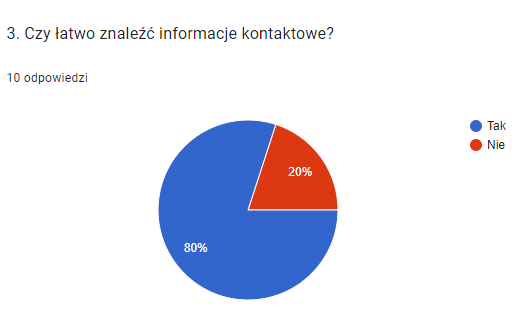 3. Czy łatwo znaleźć informacje kontaktowe?
10 odpowiedzi
Tak
Nie
20%
80%